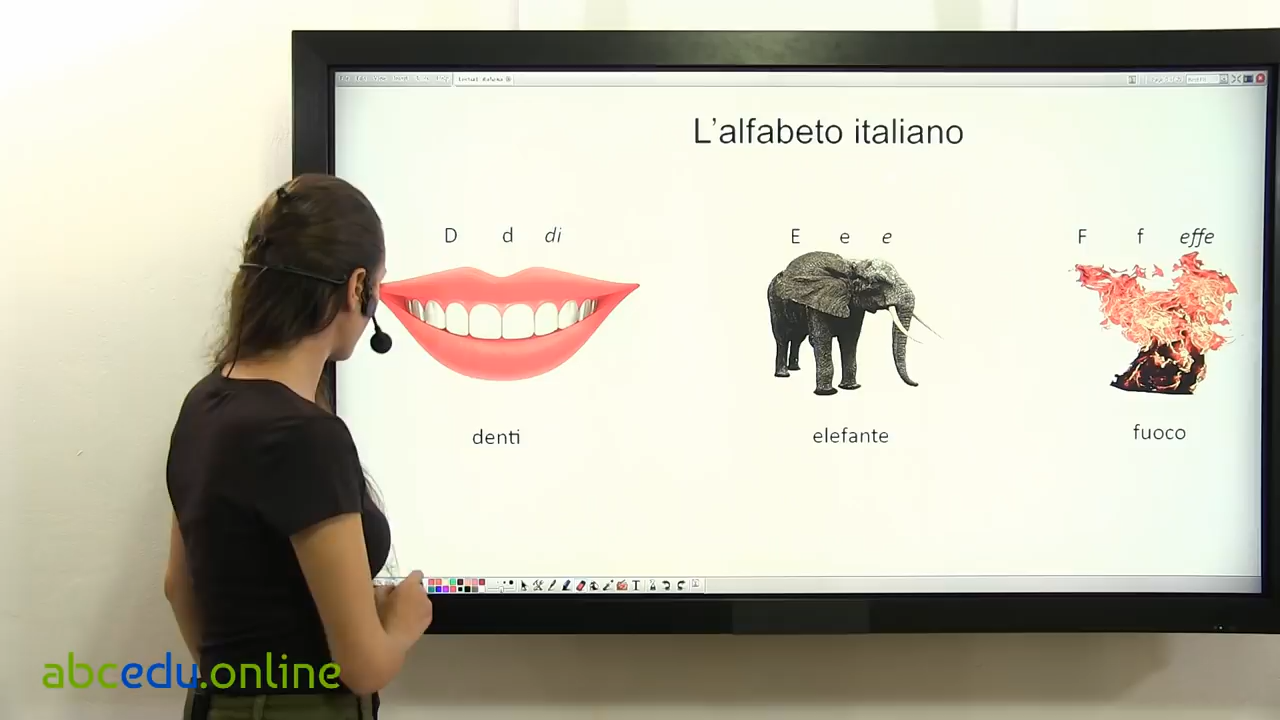 L'alfabeto italiano
D d di
E e e
F f effe
denti
elefante
fuoco
abcedu.online